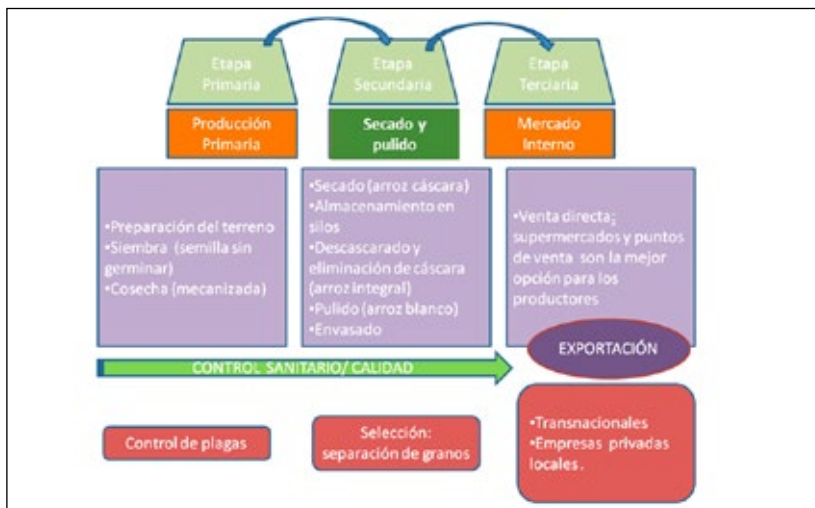 Etapa
Primaria
Etapa
Secundaria
Etapa
Terciaria
Producción
Primaria
Secado y
pulido
Mercado
Interno
•Preparación del terreno
•Siembra (semilla sin
germinar)
•Cosecha (mecanizada)
•Secado (arroz cáscara)
•Almacenamiento en
silos
•Descascarado y
eliminación de cáscara
(arroz integral)
•Pulido (arroz blanco)
•Envasado
•Venta directa;
supermercados y puntos
de venta son la mejor
opción para los
productores
EXPORTACIÓN
CONTROL SANITARIO/ CALIDAD
Control de plagas
Selección:
separación de granos
•Transnacionales
•Empresas privadas
locales.